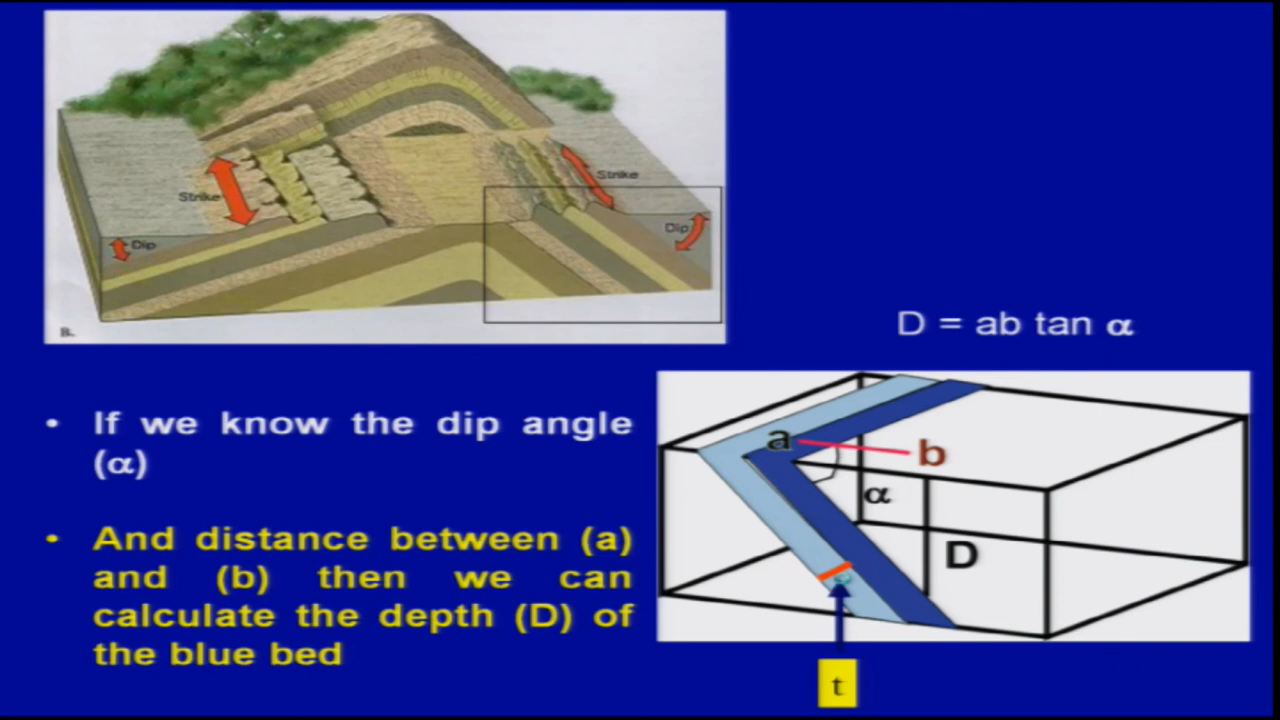 Strike
Strike
Dip
Dip
B.
D = ab tan α
• If we know the dip angle
(α)
• And distance between (a)
and (b) then we can
calculate the depth (D) of
the blue bed
a
b
α
D
t